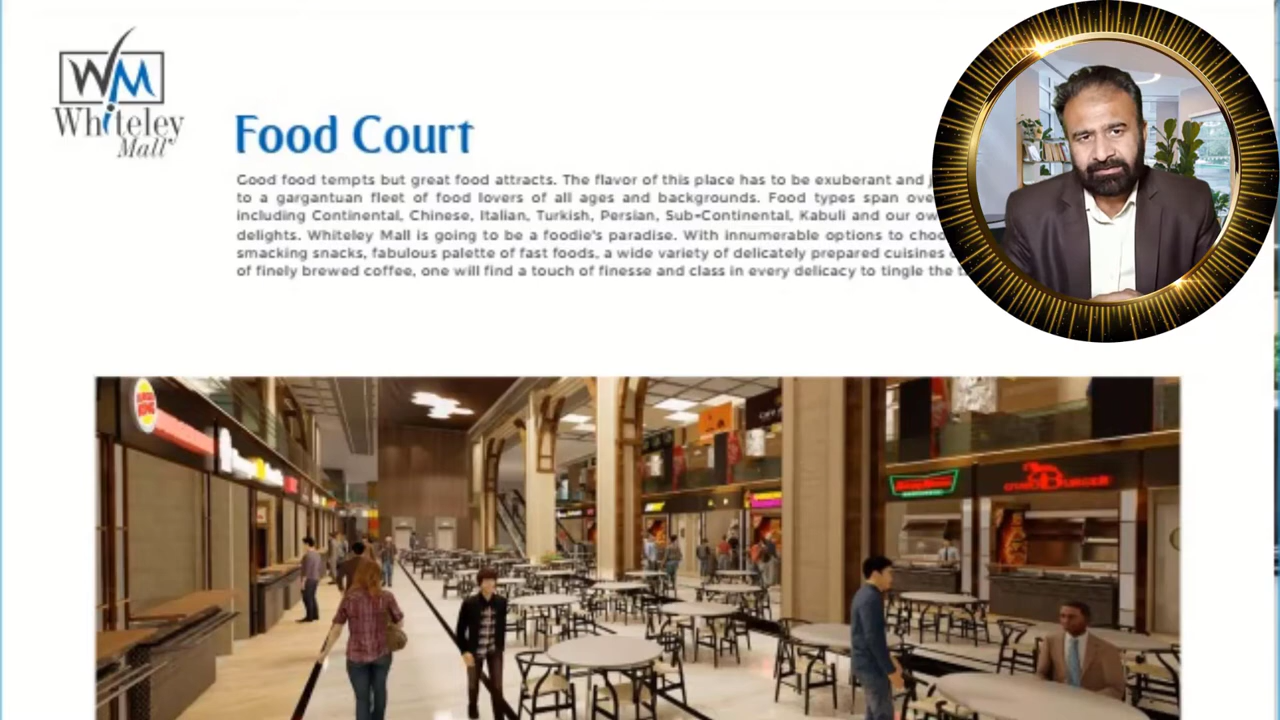 WM
Whiteley
Mall
Food Court
Good food tempts but great food attracts. The flavor of this place has to be exuberant and
to a gargantuan fleet of food lovers of all ages and backgrounds. Food types span
including Continental, Chinese, Italian, Turkish, Persian, Sub-Continental, Kabuli and our
delights. Whiteley Mall is going to be a foodie's paradise. With innumerable options to
smacking snacks, fabulous palette of fast foods, a wide variety of delicately prepared cuisines
of finely brewed coffee, one will find a touch of finesse and class in every delicacy to tingle the
BURGER
KING
BURGER